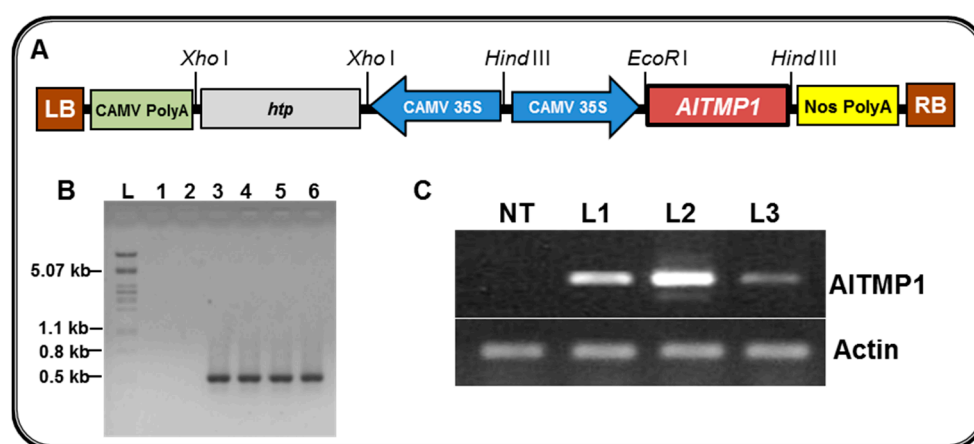 A
Xho I Xho I Hind III EcoR I Hind III
LB CAMV PolyA htp CAMV 35S CAMV 35S AlTMP1 Nos PolyA RB
B
L 1 2 3 4 5 6
5.07 kb
1.1 kb
0.8 kb
0.5 kb
C
NT L1 L2 L3
AlTMP1
Actin